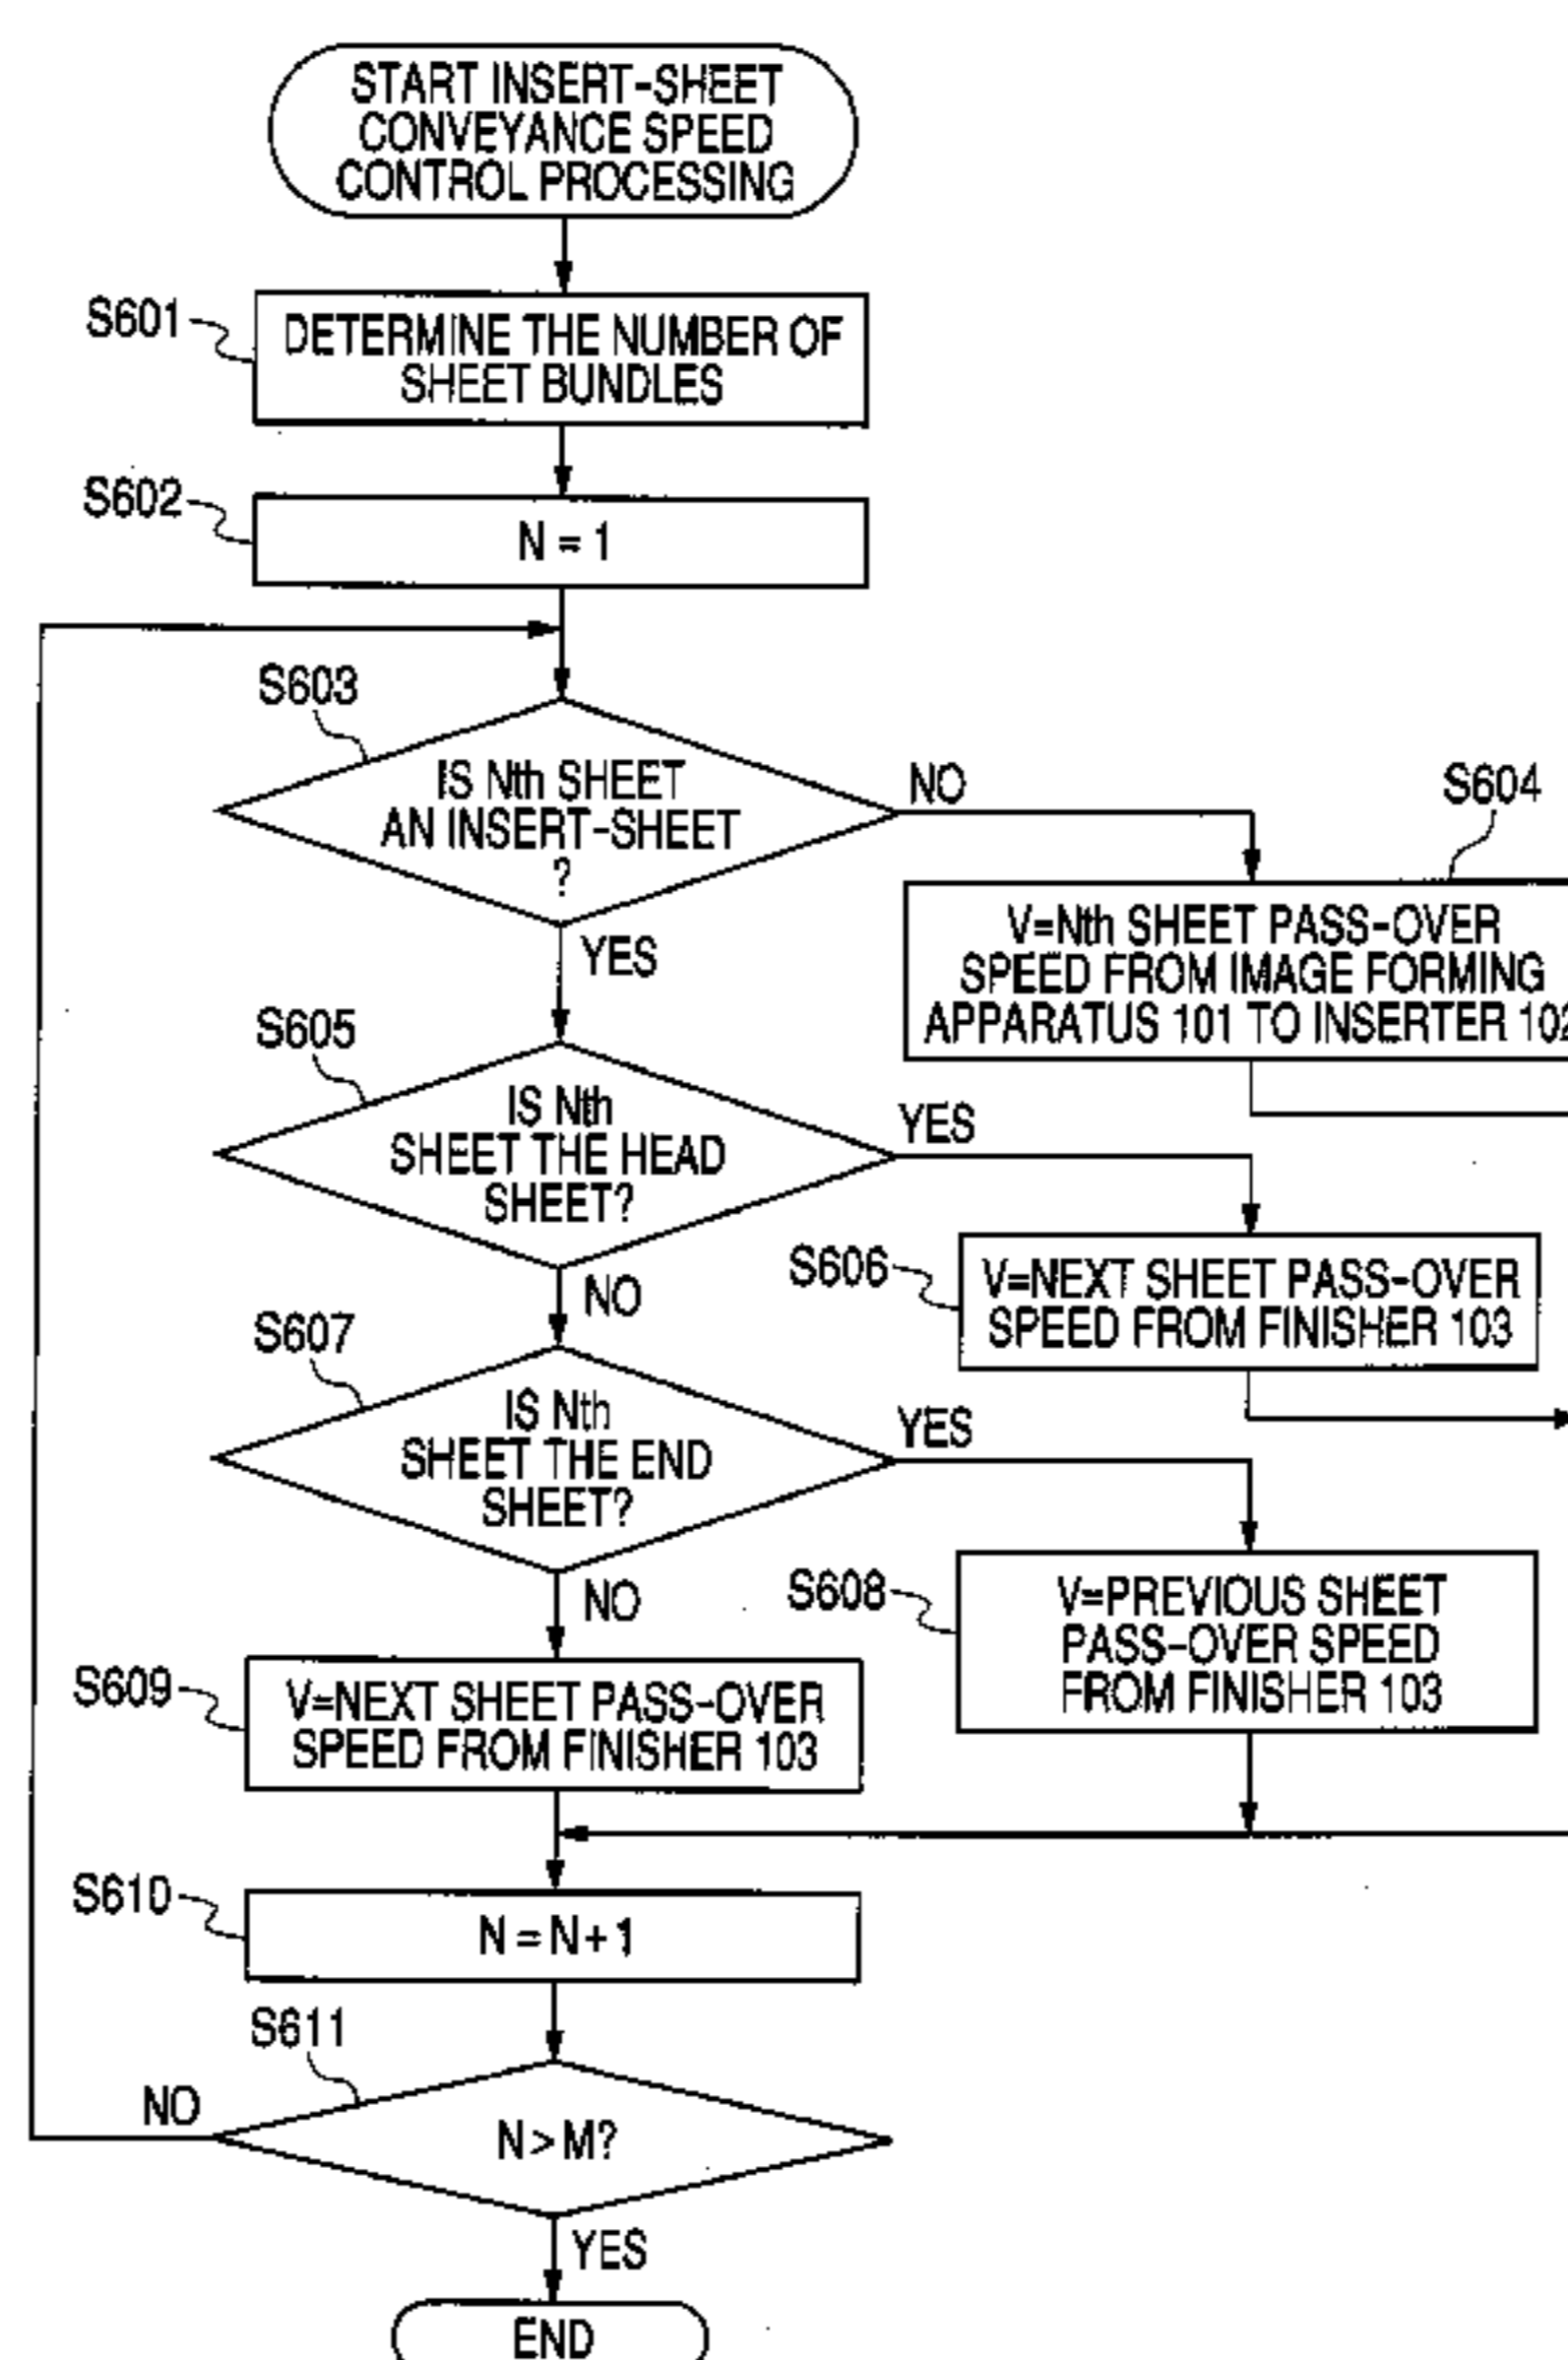 START INSERT-SHEET
CONVEYANCE SPEED
CONTROL PROCESSING
S601
DETERMINE THE NUMBER OF
SHEET BUNDLES
S602
N = 1
S603
IS Nth SHEET
AN INSERT-SHEET
?
NO
YES
S604
V=Nth SHEET PASS-OVER
SPEED FROM IMAGE FORMING
APPARATUS 101 TO INSERTER 102
S605
IS Nth
SHEET THE HEAD
SHEET?
YES
NO
S606
V=NEXT SHEET PASS-OVER
SPEED FROM FINISHER 103
S607
IS Nth
SHEET THE END
SHEET?
YES
NO
S608
V=PREVIOUS SHEET
PASS-OVER SPEED
FROM FINISHER 103
S609
V=NEXT SHEET PASS-OVER
SPEED FROM FINISHER 103
S610
N = N + 1
S611
N > M?
NO
YES
END